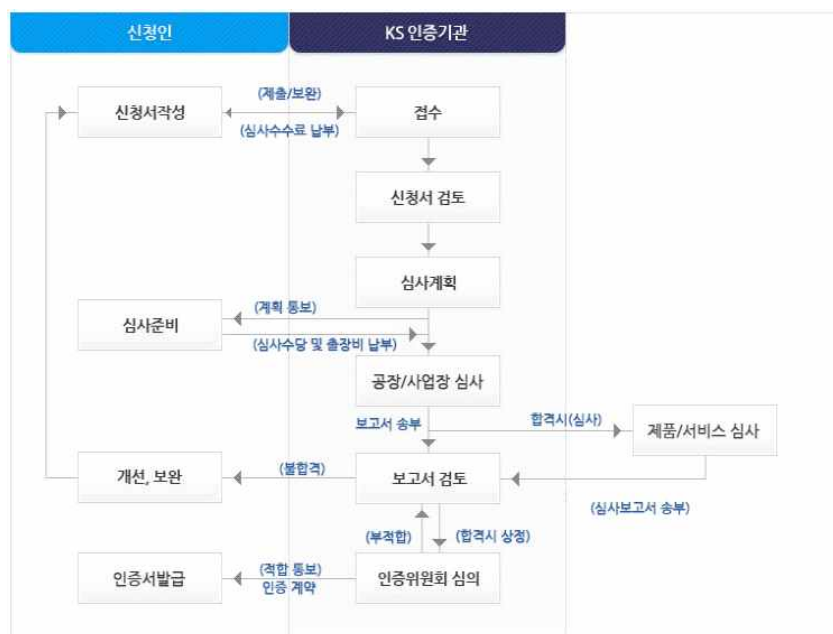 신청인
KS 인증기관
신청서작성
(제출/보완)
(심사수수료 납부)
접수
신청서 검토
심사계획
심사준비
(계획 통보)
(심사수당 및 출장비 납부)
공장/사업장 심사
보고서 송부
합격시(심사)
제품/서비스 심사
개선, 보완
(불합격)
보고서 검토
(심사보고서 송부)
(부적합)
(합격시 상정)
인증서발급
(적합 통보)
인증 계약
인증위원회 심의